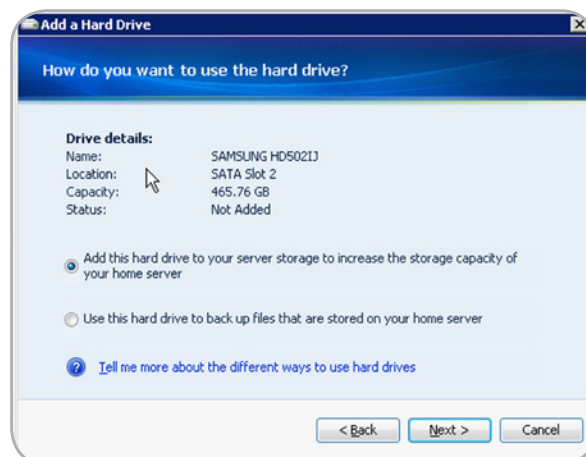 Add a Hard Drive
How do you want to use the hard drive?
Drive details:
Name: SAMSUNG HD502IJ
Location: SATA Slot 2
Capacity: 465.76 GB
Status: Not Added
Add this hard drive to your server storage to increase the storage capacity of
your home server
Use this hard drive to back up files that are stored on your home server
Tell me more about the different ways to use hard drives
< Back Next > Cancel